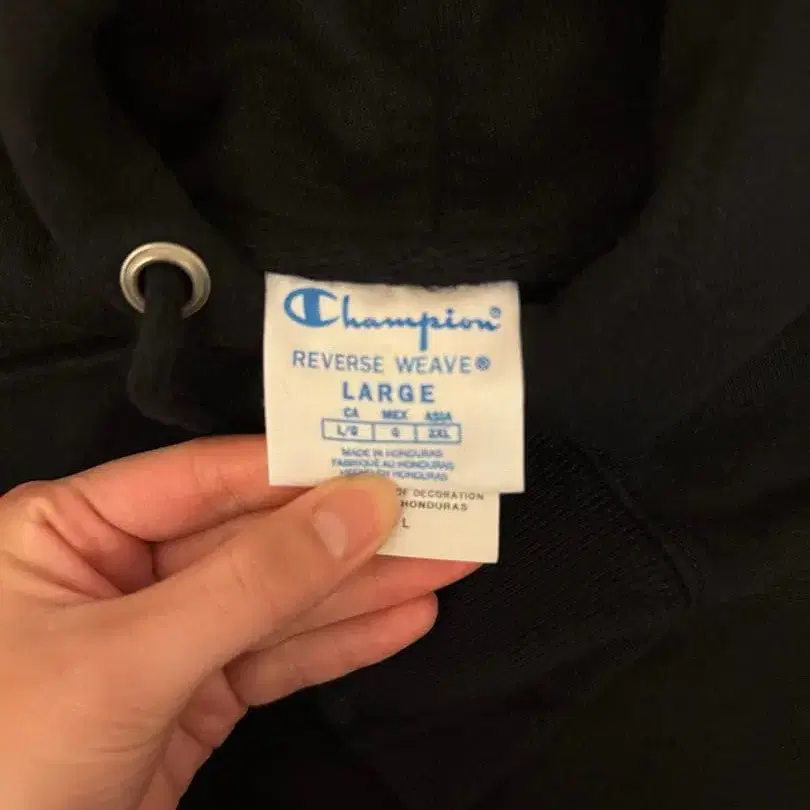 Champion®
REVERSE WEAVE®
LARGE
CA MEX ASIA
L/G G 2XL
MADE IN HONDURAS
FABRIQUÉ AU HONDURAS
HECHO EN HONDURAS
OF DECORATION
HONDURAS
L